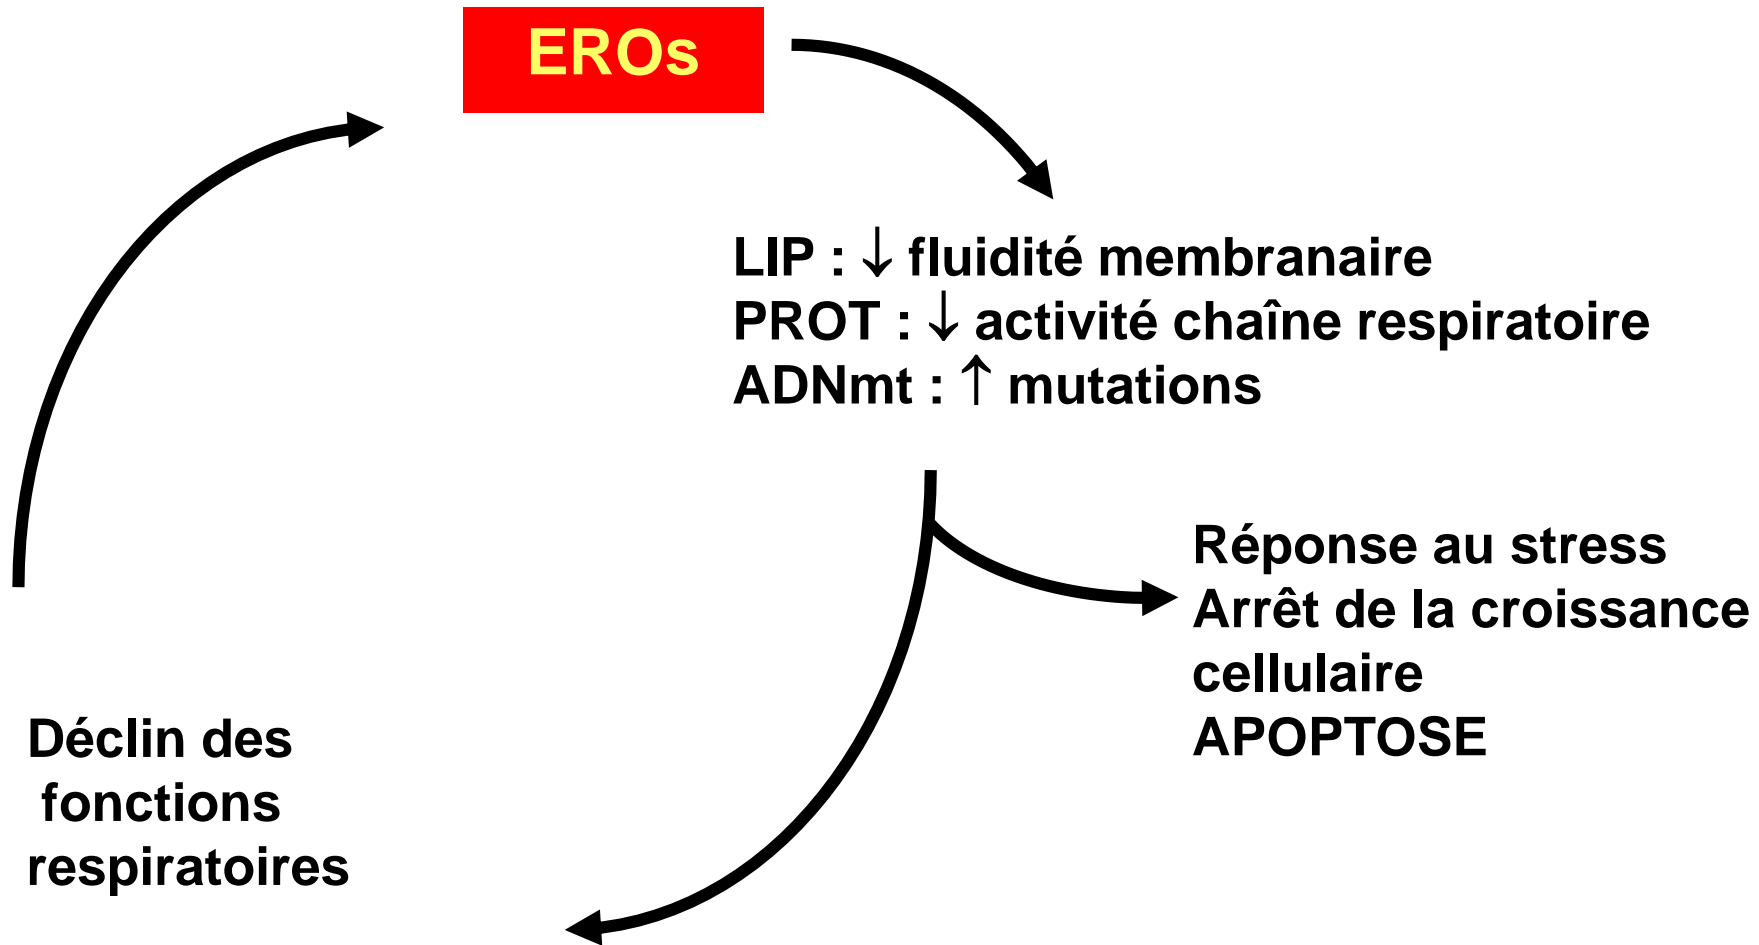 EROs
LIP : ↓ fluidité membranaire
PROT : ↓ activité chaîne respiratoire
ADNmt : ↑ mutations
Réponse au stress
Arrêt de la croissance
cellulaire
APOPTOSE
Déclin des
fonctions
respiratoires